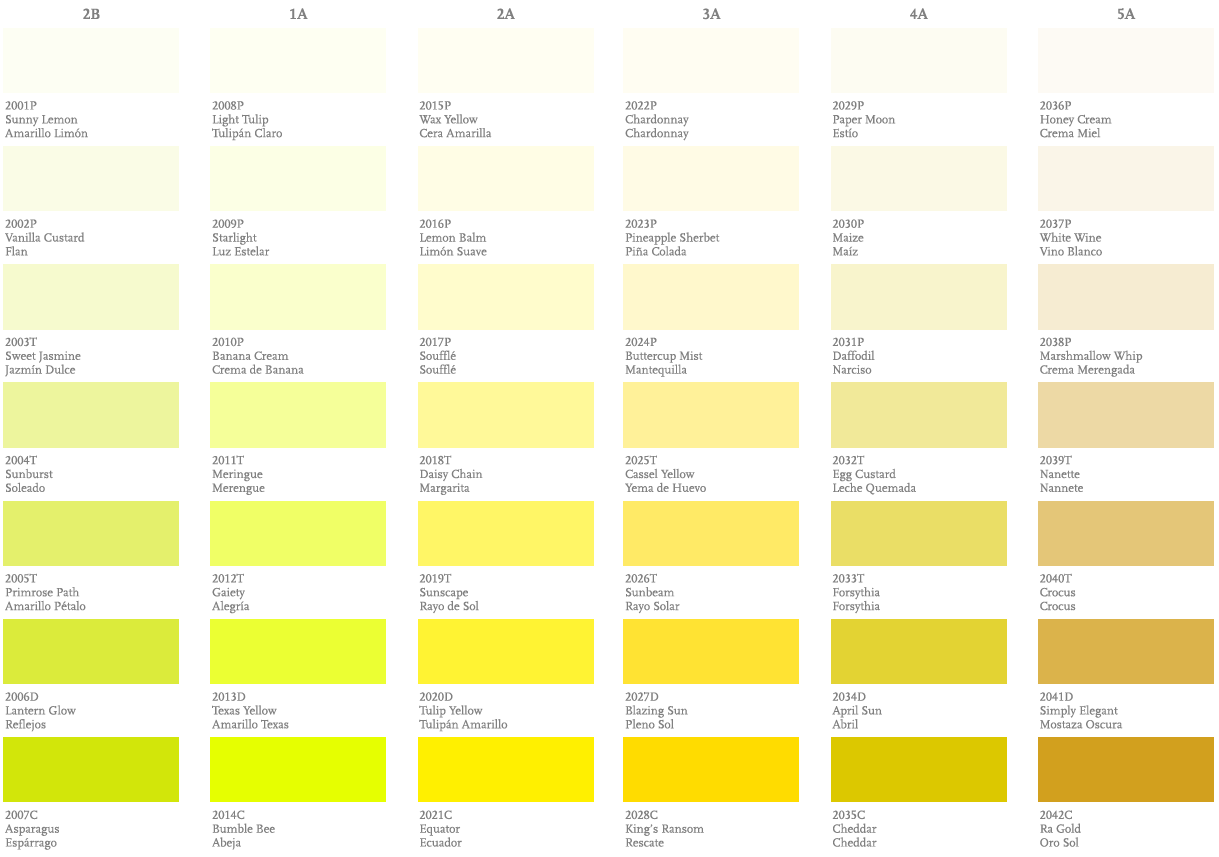 2B 1A 2A 3A 4A 5A
2001P 2008P 2015P 2022P 2029P 2036P
Sunny Lemon Light Tulip Wax Yellow Chardonnay Paper Moon Honey Cream
Amarillo Limón Tulipán Claro Cera Amarilla Chardonnay Estío Crema Miel
2002P 2009P 2016P 2023P 2030P 2037P
Vanilla Custard Starlight Lemon Balm Pineapple Sherbet Maize White Wine
Flan Luz Estelar Limón Suave Piña Colada Maíz Vino Blanco
2003T 2010P 2017P 2024P 2031P 2038P
Sweet Jasmine Banana Cream Soufflé Buttercup Mist Daffodil Marshmallow Whip
Jazmín Dulce Crema de Banana Soufflé Mantequilla Narciso Crema Merengada
2004T 2011T 2018T 2025T 2032T 2039T
Sunburst Meringue Daisy Chain Cassel Yellow Egg Custard Nanette
Soleado Merengue Margarita Yema de Huevo Leche Quemada Nannete
2005T 2012T 2019T 2026T 2033T 2040T
Primrose Path Gaiety Sunscape Sunbeam Forsythia Crocus
Amarillo Pétalo Alegría Rayo de Sol Rayo Solar Forsythia Crocus
2006D 2013D 2020D 2027D 2034D 2041D
Lantern Glow Texas Yellow Tulip Yellow Blazing Sun April Sun Simply Elegant
Reflejos Amarillo Texas Tulipán Amarillo Pleno Sol Abril Mostaza Oscura
2007C 2014C 2021C 2028C 2035C 2042C
Asparagus Bumble Bee Equator King's Ransom Cheddar Ra Gold
Espárrago Abeja Ecuador Rescate Cheddar Oro Sol